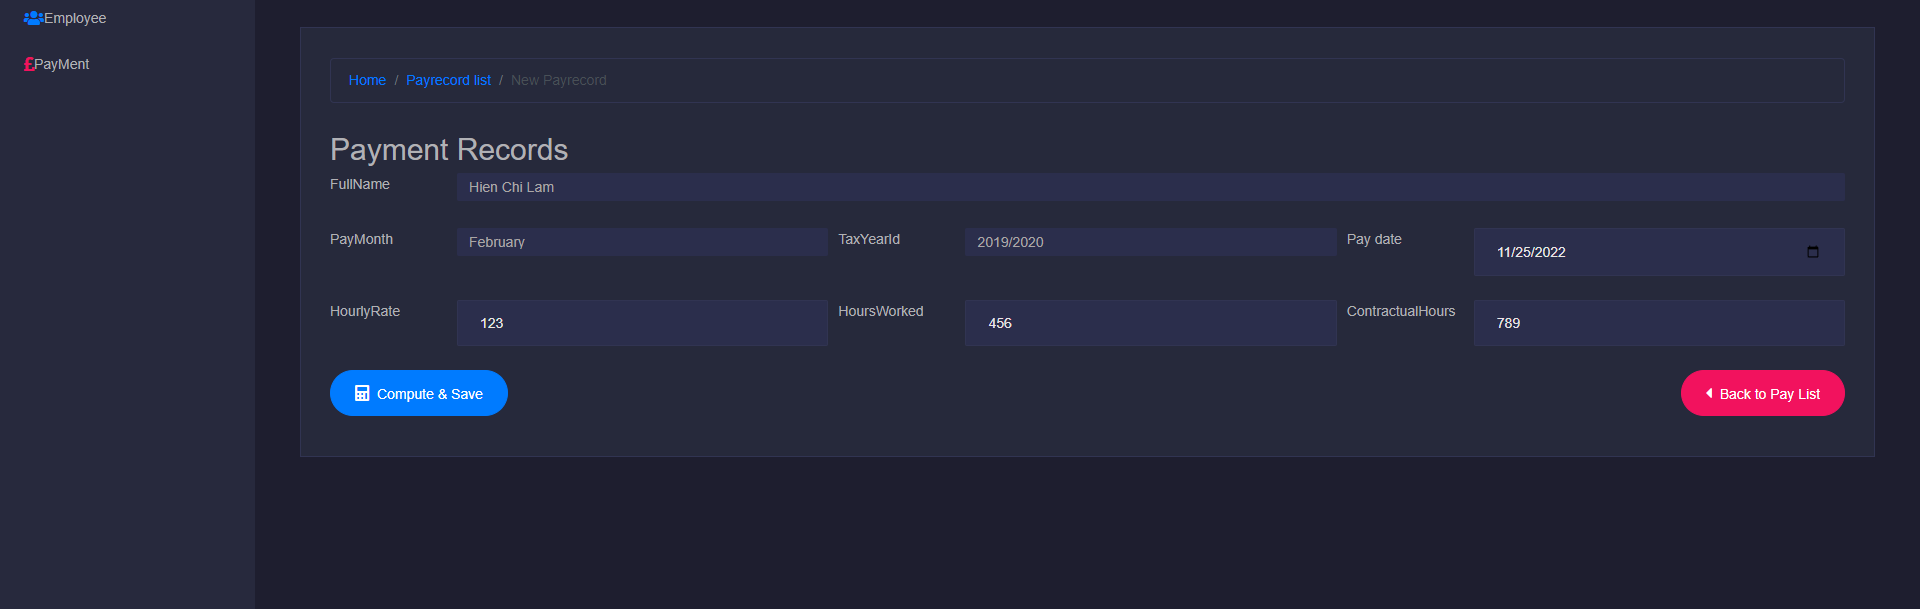 Employee
PayMent
Home / Payrecord list / New Payrecord
Payment Records
FullName Hien Chi Lam
PayMonth February TaxYearId 2019/2020 Pay date 11/25/2022
HourlyRate 123 HoursWorked 456 ContractualHours 789
Compute & Save Back to Pay List